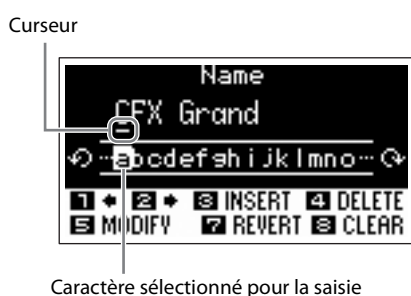 Curseur
Name
CFX Grand
…abcdefghijklmno…
1 ← 2 → 3 INSERT 4 DELETE
5 MODIFY 7 REVERT 8 CLEAR
Caractère sélectionné pour la saisie